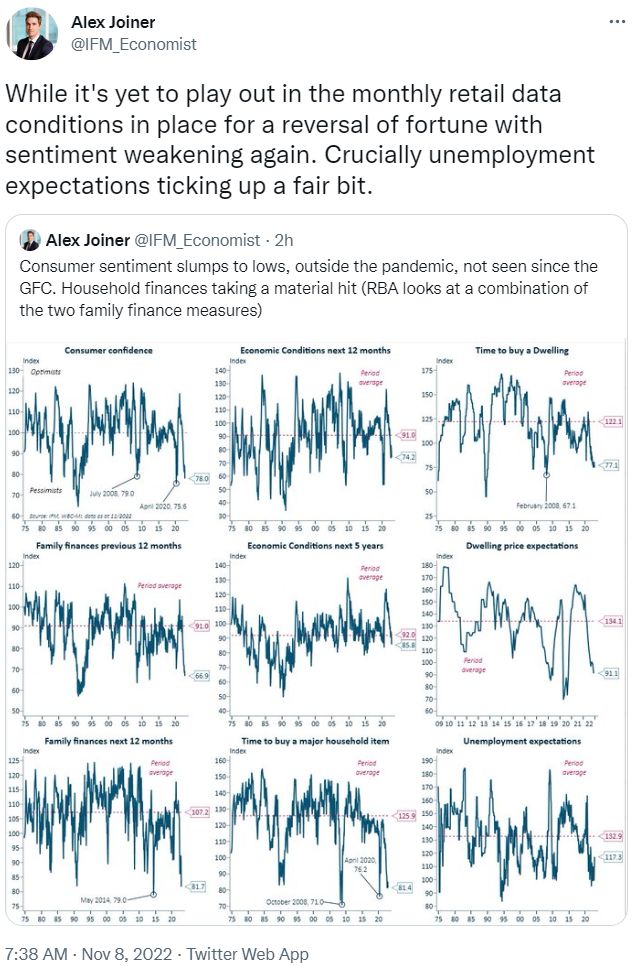 Alex Joiner
@IFM_Economist
While it's yet to play out in the monthly retail data
conditions in place for a reversal of fortune with
sentiment weakening again. Crucially unemployment
expectations ticking up a fair bit.
Alex Joiner @IFM_Economist · 2h
Consumer sentiment slumps to lows, outside the pandemic, not seen since the
GFC. Household finances taking a material hit (RBA looks at a combination of
the two family finance measures)
Consumer confidence
Index
130
120
110
100
90
80
70
60
Optimists
Pessimists
July 2008, 79.0
April 2020, 75.6
78.0
Source: IFM, WBC-MI, data as at 11/2022
75 80 85 90 95 00 05 10 15 20
Economic Conditions next 12 months
Index
140
130
120
110
100
90
80
70
60
50
40
30
Period
average
91.0
74.2
75 80 85 90 95 00 05 10 15 20
Time to buy a Dwelling
Index
175
150
125
100
75
50
25
Period
average
122.1
77.1
February 2008, 67.1
75 80 85 90 95 00 05 10 15 20
Family finances previous 12 months
Index
120
110
100
90
80
70
60
50
Period average
91.0
66.9
75 80 85 90 95 00 05 10 15 20
Economic Conditions next 5 years
Index
140
130
120
110
100
90
80
70
60
50
40
Period
average
92.0
85.8
75 80 85 90 95 00 05 10 15 20
Dwelling price expectations
Index
180
170
160
150
140
130
120
110
100
90
80
70
60
Period
average
134.1
91.1
09 10 11 12 13 14 15 16 17 18 19 20 21 22
Family finances next 12 months
Index
125
120
115
110
105
100
95
90
85
80
75
Period
average
107.2
81.7
May 2014, 79.0
75 80 85 90 95 00 05 10 15 20
Time to buy a major household item
Index
160
150
140
130
120
110
100
90
80
70
Period
average
125.9
April 2020,
76.2
81.4
October 2008, 71.0
75 80 85 90 95 00 05 10 15 20
Unemployment expectations
Index
190
180
170
160
150
140
130
120
110
100
90
80
Period
average
132.9
117.3
75 80 85 90 95 00 05 10 15 20
7:38 AM · Nov 8, 2022 · Twitter Web App